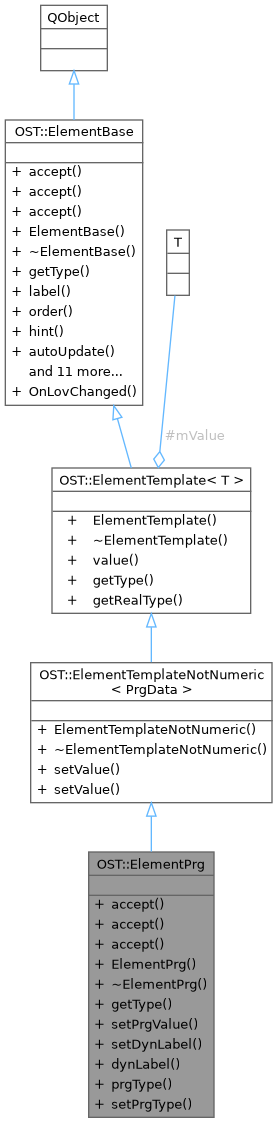 QObject
OST::ElementBase
+ accept()
+ accept()
+ accept()
+ ElementBase()
+ ~ElementBase()
+ getType()
+ label()
+ order()
+ hint()
+ autoUpdate()
and 11 more...
+ OnLovChanged()
T
#mValue
OST::ElementTemplate< T >
+ ElementTemplate()
+ ~ElementTemplate()
+ value()
+ getType()
+ getRealType()
OST::ElementTemplateNotNumeric
< PrgData >
+ ElementTemplateNotNumeric()
+ ~ElementTemplateNotNumeric()
+ setValue()
+ setValue()
OST::ElementPrg
+ accept()
+ accept()
+ accept()
+ ElementPrg()
+ ~ElementPrg()
+ getType()
+ setPrgValue()
+ setDynLabel()
+ dynLabel()
+ prgType()
+ setPrgType()